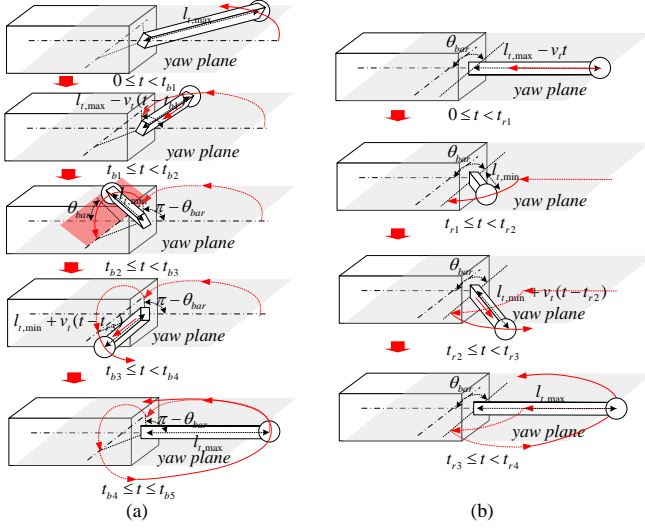 l_{t,max}
yaw plane
0 ≤ t < t_{b1}
l_{t,max} − v_t(t − t_{b1})
yaw plane
t_{b1} ≤ t < t_{b2}
θ_{bar}
l_{t,min}
π − θ_{bar}
yaw plane
t_{b2} ≤ t < t_{b3}
π − θ_{bar}
l_{t,min} + v_t(t − t_{r2})
yaw plane
t_{b3} ≤ t < t_{b4}
π − θ_{bar}
l_{t,max}
yaw plane
t_{b4} ≤ t ≤ t_{b5}
(a)
θ_{bar}
l_{t,max} − v_t t
yaw plane
0 ≤ t < t_{r1}
θ_{bar}
l_{t,min}
yaw plane
t_{r1} ≤ t < t_{r2}
θ_{bar}
l_{t,min} + v_t(t − t_{r2})
yaw plane
t_{r2} ≤ t < t_{r3}
θ_{bar}
l_{t,max}
yaw plane
t_{r3} ≤ t < t_{r4}
(b)